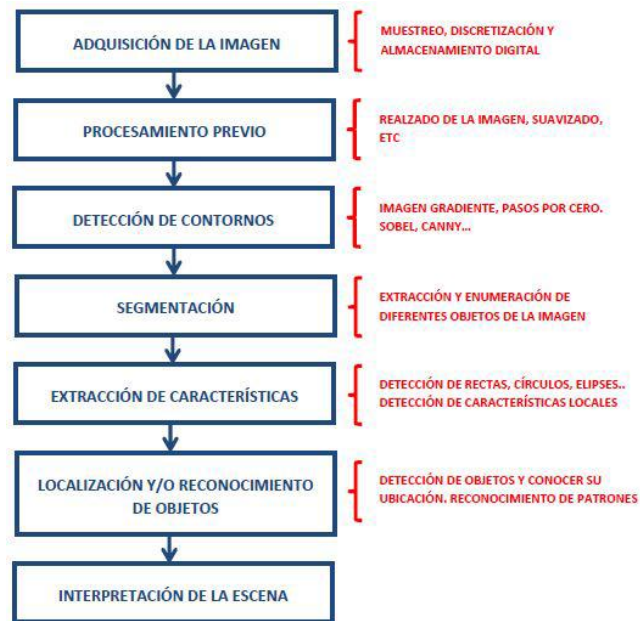 ADQUISICIÓN DE LA IMAGEN
MUESTREO, DISCRETIZACIÓN Y
ALMACENAMIENTO DIGITAL
PROCESAMIENTO PREVIO
REALZADO DE LA IMAGEN, SUAVIZADO,
ETC
DETECCIÓN DE CONTORNOS
IMAGEN GRADIENTE, PASOS POR CERO.
SOBEL, CANNY...
SEGMENTACIÓN
EXTRACCIÓN Y ENUMERACIÓN DE
DIFERENTES OBJETOS DE LA IMAGEN
EXTRACCIÓN DE CARACTERÍSTICAS
DETECCIÓN DE RECTAS, CÍRCULOS, ELIPSES..
DETECCIÓN DE CARACTERÍSTICAS LOCALES
LOCALIZACIÓN Y/O RECONOCIMIENTO
DE OBJETOS
DETECCIÓN DE OBJETOS Y CONOCER SU
UBICACIÓN. RECONOCIMIENTO DE PATRONES
INTERPRETACIÓN DE LA ESCENA